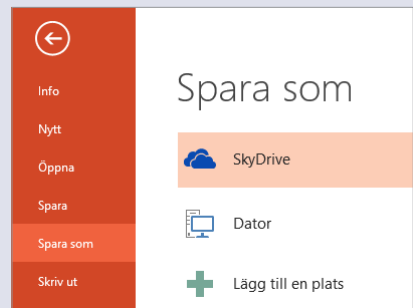 Info
Nytt
Öppna
Spara
Spara som
Skriv ut
Spara som
SkyDrive
Dator
Lägg till en plats